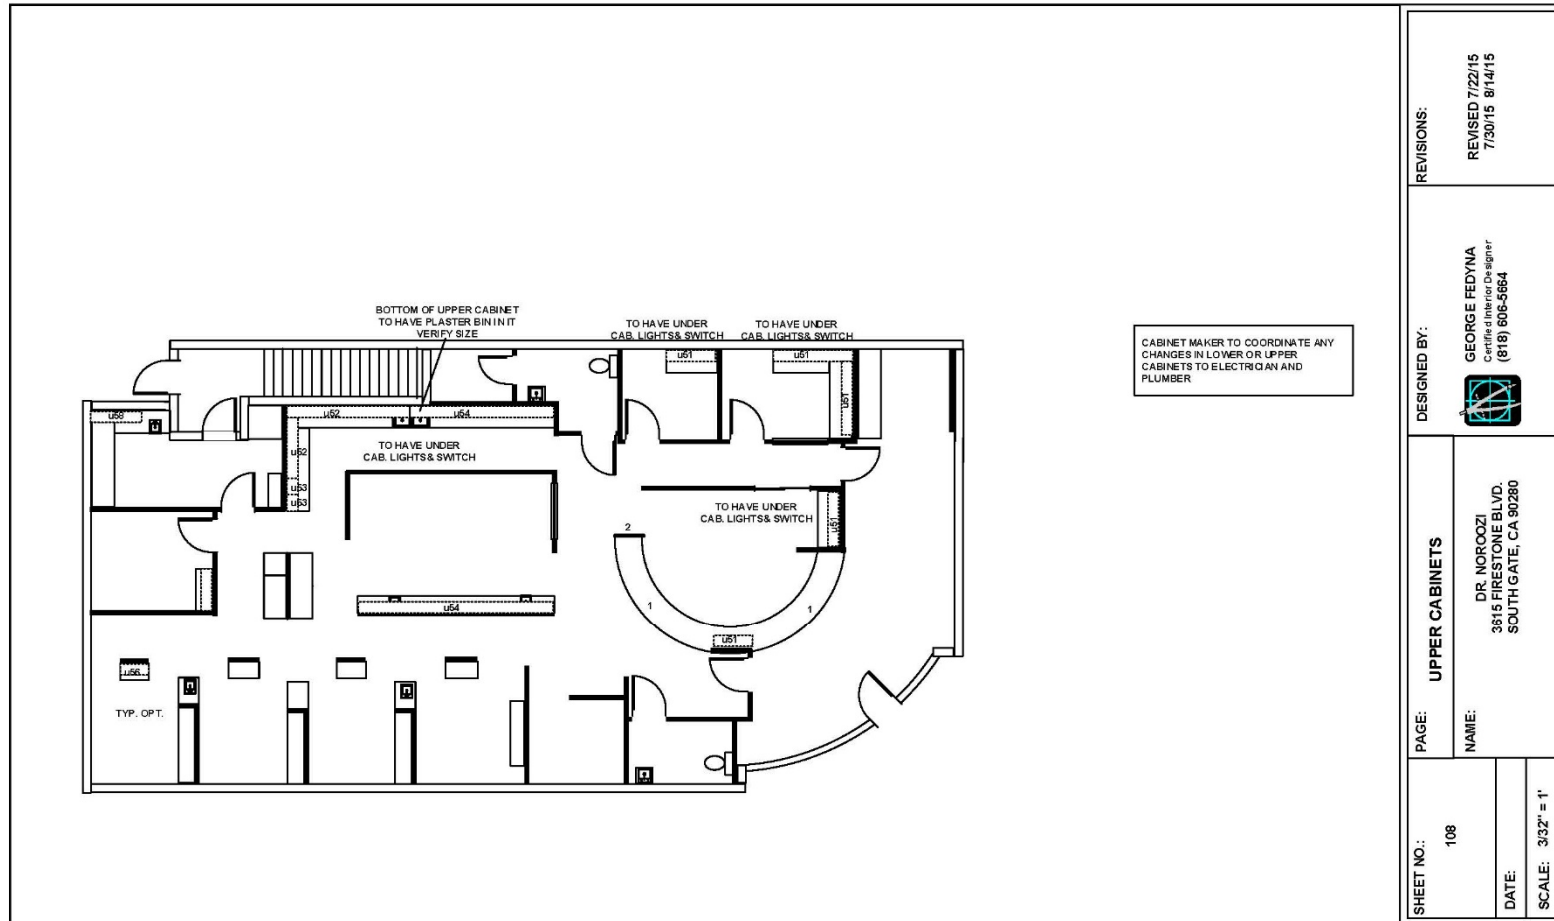 BOTTOM OF UPPER CABINET
TO HAVE PLASTER BIN IN IT
VERIFY SIZE
TO HAVE UNDER
CAB. LIGHTS & SWITCH
TO HAVE UNDER
CAB. LIGHTS & SWITCH
CABINET MAKER TO COORDINATE ANY
CHANGES IN LOWER OR UPPER
CABINETS TO ELECTRICIAN AND
PLUMBER
u51
u51
u51
u58
u52
u54
TO HAVE UNDER
CAB. LIGHTS & SWITCH
u52
u53
u53
TO HAVE UNDER
CAB. LIGHTS & SWITCH
u51
2
1
1
u54
u51
u56
TYP. OPT.
REVISIONS:
REVISED 7/22/15
7/30/15 8/14/15
DESIGNED BY:
GEORGE FEDYNA
Certified Interior Designer
(818) 606-5664
PAGE:
UPPER CABINETS
NAME:
DR. NOROOZI
3615 FIRESTONE BLVD.
SOUTH GATE, CA 90280
SHEET NO.:
108
DATE:
SCALE: 3/32" = 1'